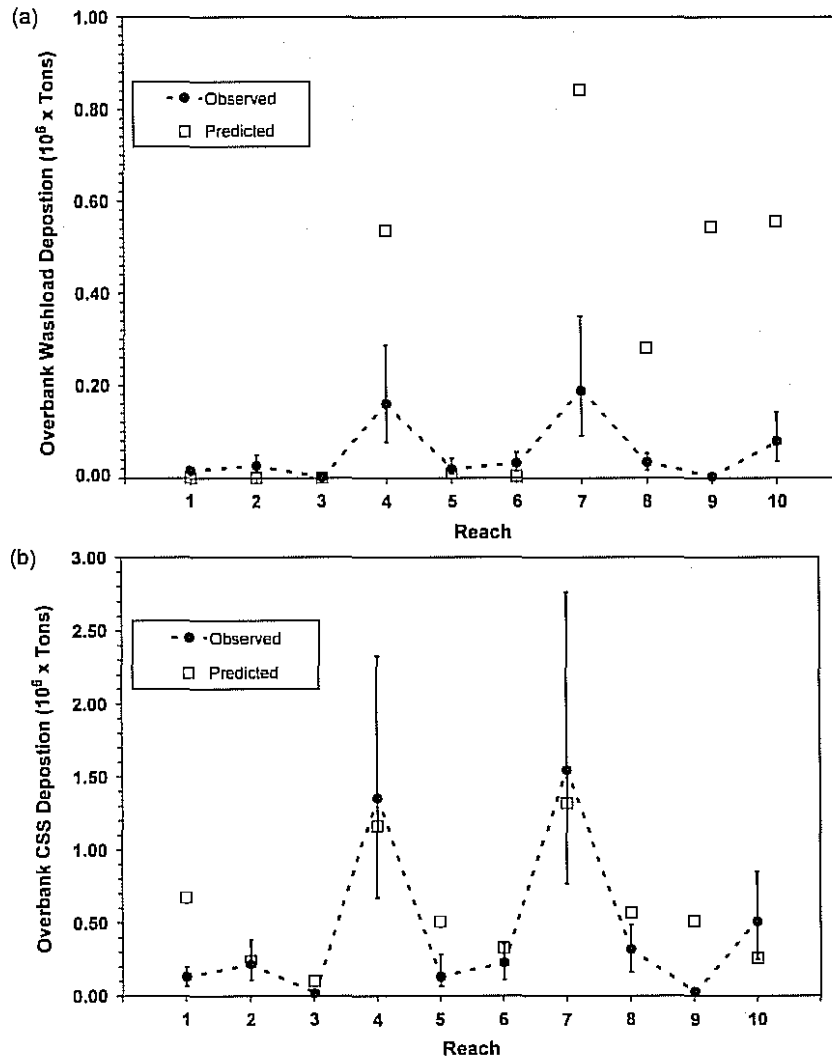 (a)
1.00
0.80
0.60
0.40
0.20
0.00
Overbank Washload Depostion (10⁶ x Tons)
Observed
Predicted
1 2 3 4 5 6 7 8 9 10
Reach
(b)
3.00
2.50
2.00
1.50
1.00
0.50
0.00
Overbank CSS Depostion (10⁶ x Tons)
Observed
Predicted
1 2 3 4 5 6 7 8 9 10
Reach